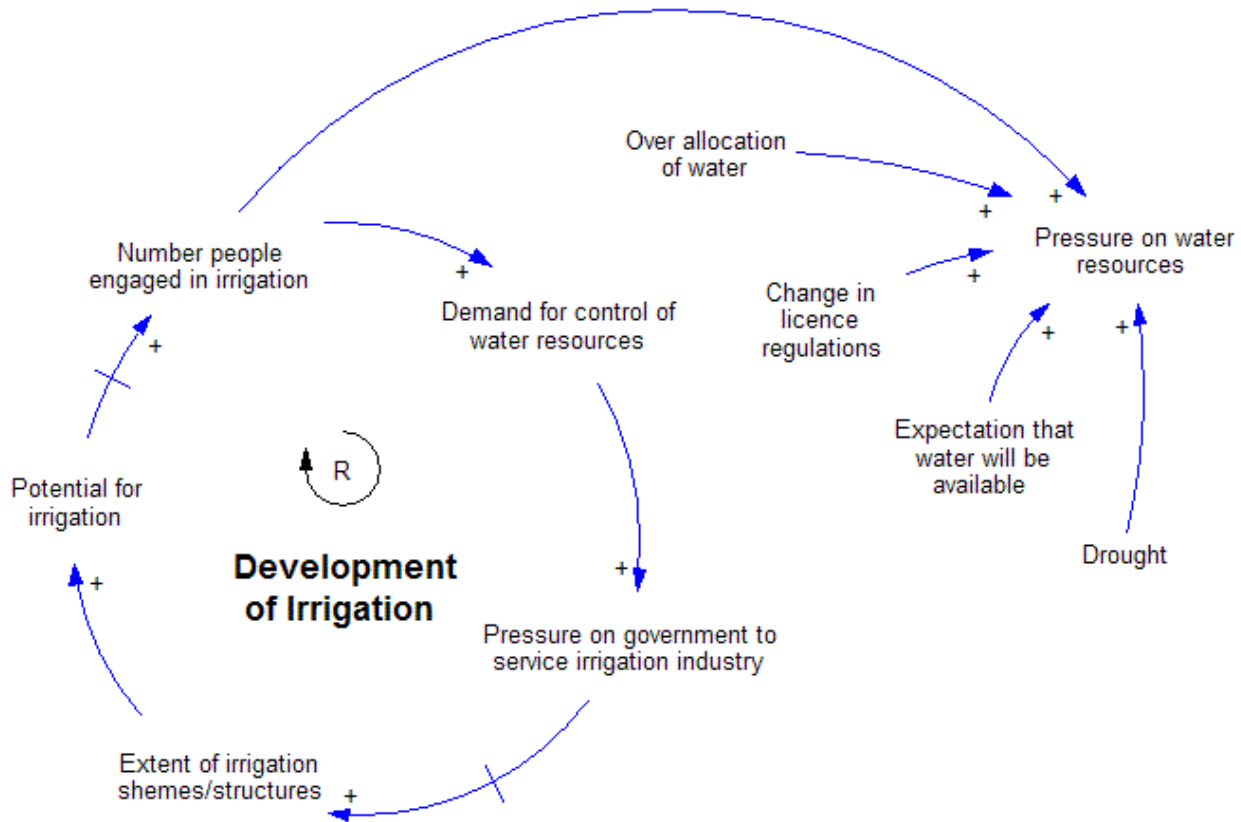 Over allocation
of water
+
+
Number people
engaged in irrigation
Pressure on water
resources
+
+
Change in
licence
regulations
Demand for control of
water resources
+
+
+
Expectation that
water will be
available
R
Potential for
irrigation
Drought
Development
of Irrigation
+
+
Pressure on government to
service irrigation industry
Extent of irrigation
shemes/structures
+